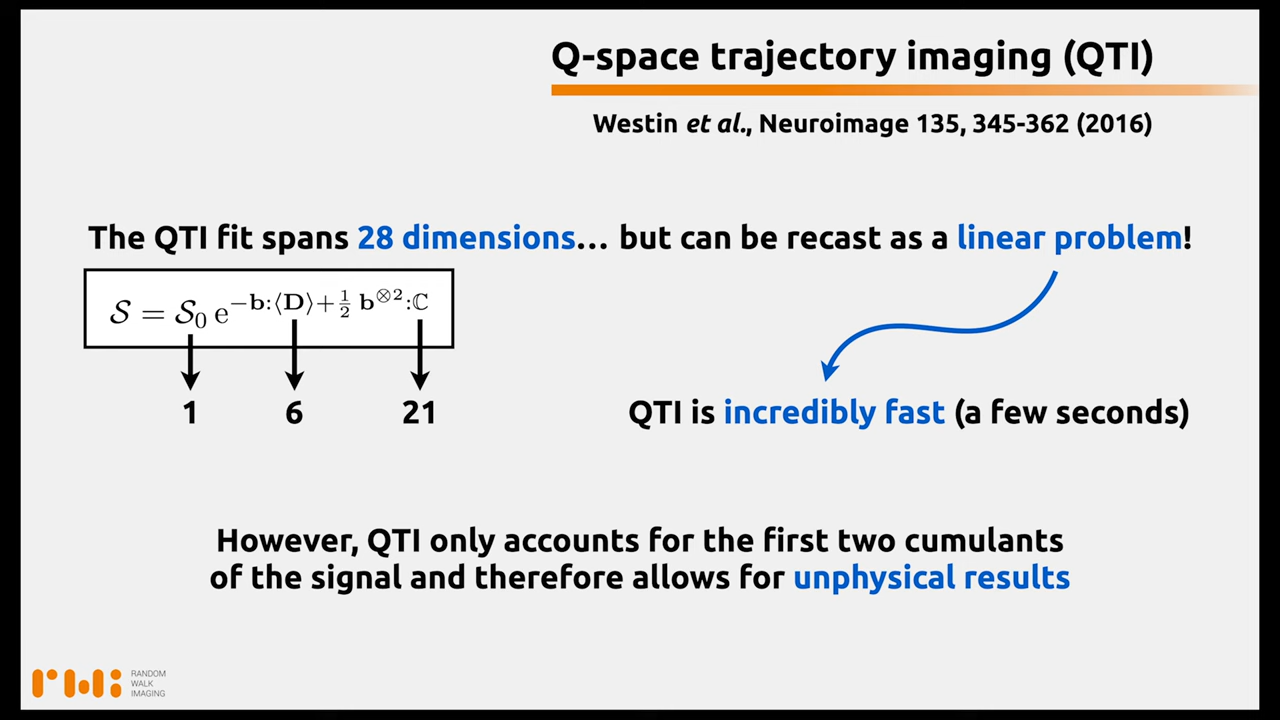 Q-space trajectory imaging (QTI)
Westin et al., Neuroimage 135, 345-362 (2016)
The QTI fit spans 28 dimensions... but can be recast as a linear problem!
𝒮 = 𝒮₀ e^{−𝐛:⟨𝐃⟩+½ 𝐛^{⊗2}:ℂ}
1 6 21
QTI is incredibly fast (a few seconds)
However, QTI only accounts for the first two cumulants
of the signal and therefore allows for unphysical results
rwi
RANDOM
WALK
IMAGING